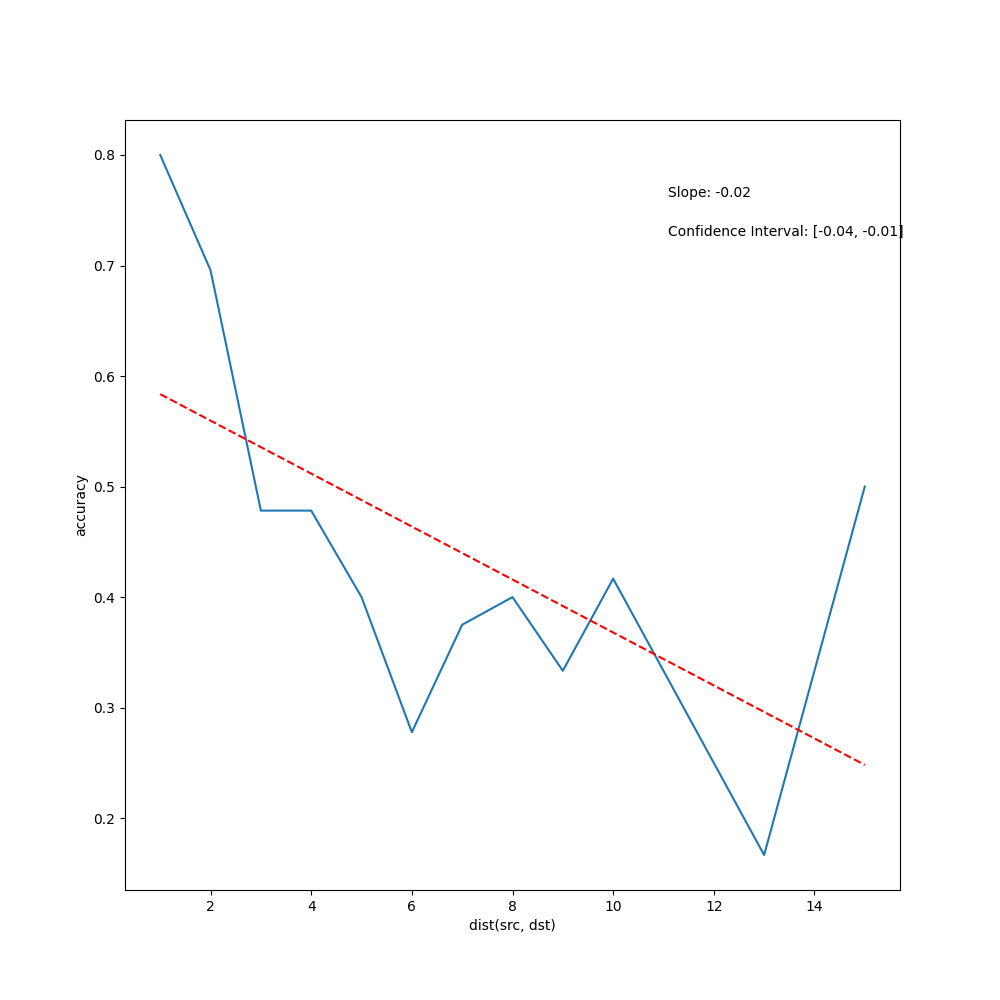 Slope: -0.02
Confidence Interval: [-0.04, -0.01]
0.8
0.7
0.6
0.5
0.4
0.3
0.2
accuracy
2 4 6 8 10 12 14
dist(src, dst)